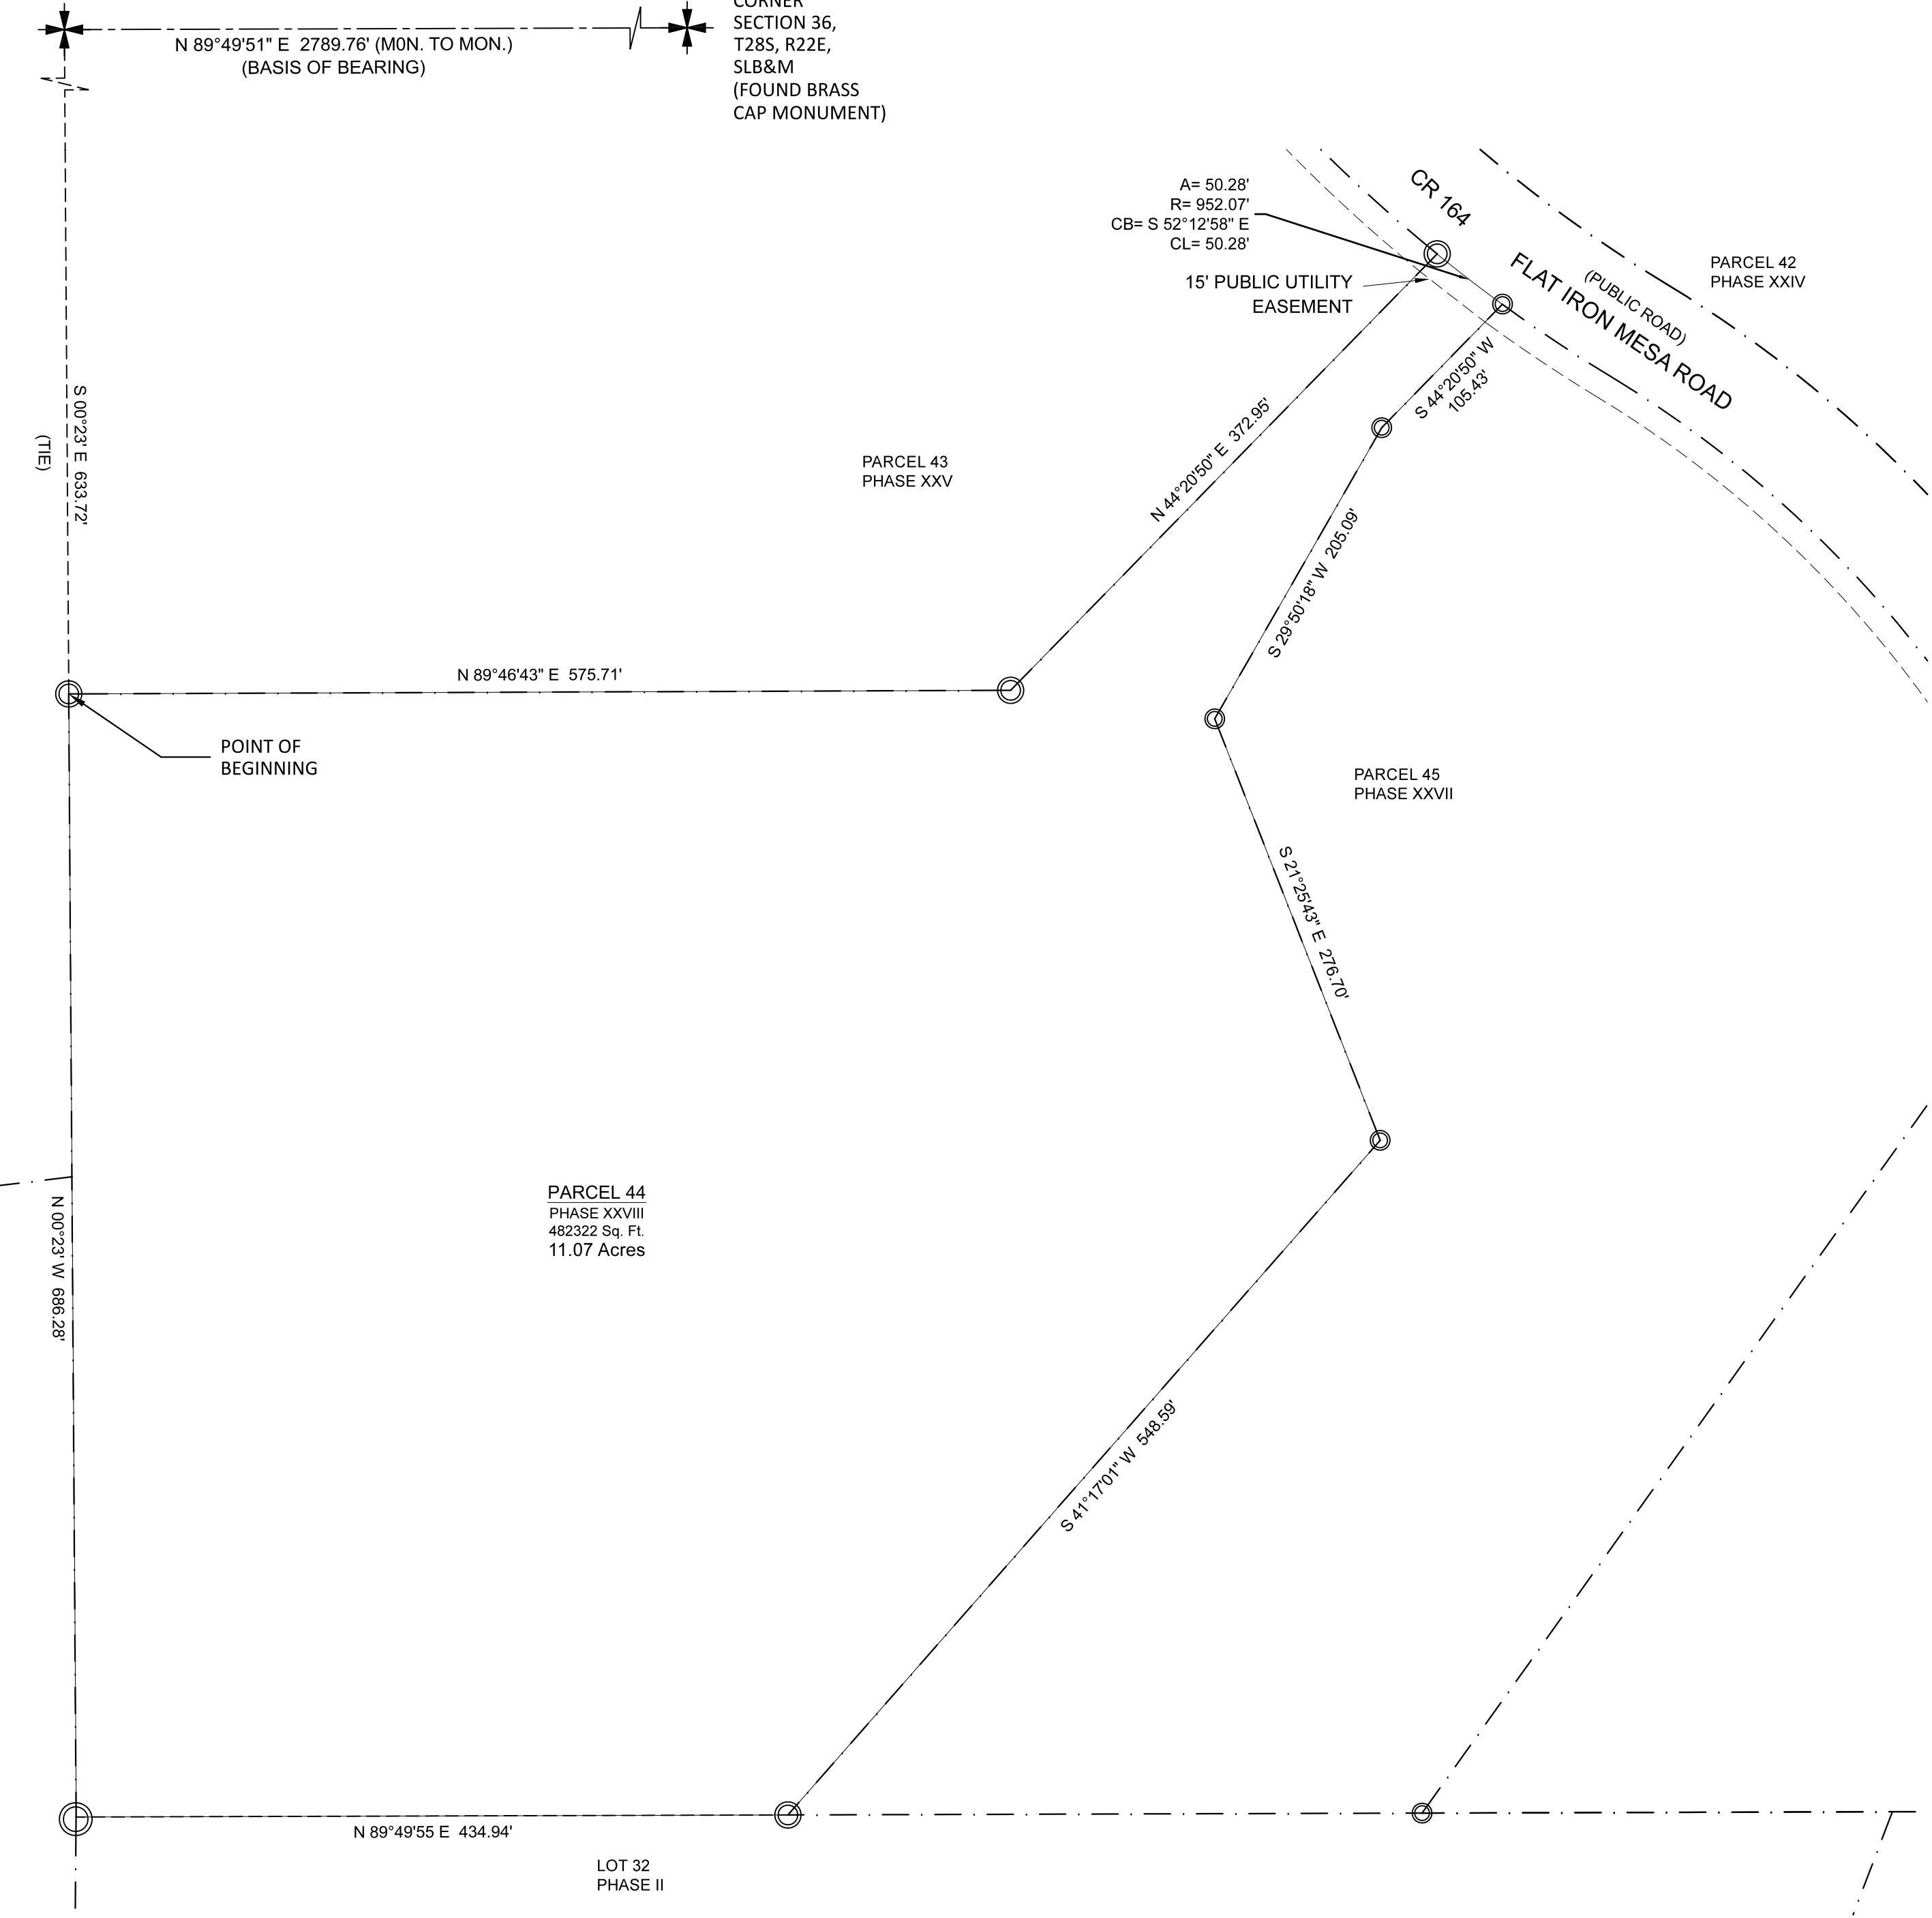 CORNER
SECTION 36,
T28S, R22E,
SLB&M
(FOUND BRASS
CAP MONUMENT)
N 89°49'51" E 2789.76' (M0N. TO MON.)
(BASIS OF BEARING)
A= 50.28'
R= 952.07'
CB= S 52°12'58" E
CL= 50.28'
CR 164
15' PUBLIC UTILITY
EASEMENT
FLAT IRON MESA ROAD
(PUBLIC ROAD)
PARCEL 42
PHASE XXIV
S 44°20'50" W
105.43'
S 00°23' E 633.72'
(TIE)
PARCEL 43
PHASE XXV
N 44°20'50" E 372.95'
S 29°50'18" W 205.09'
N 89°46'43" E 575.71'
POINT OF
BEGINNING
PARCEL 45
PHASE XXVII
S 21°25'43" E 276.70'
PARCEL 44
PHASE XXVIII
482322 Sq. Ft.
11.07 Acres
N 00°23' W 686.28'
S 41°17'01" W 548.59'
N 89°49'55 E 434.94'
LOT 32
PHASE II